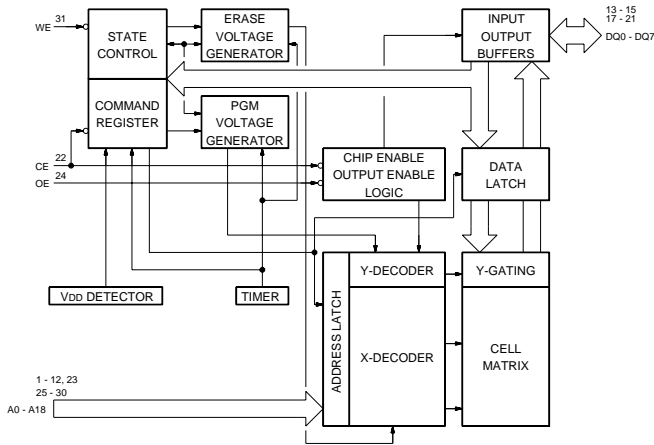 31
WE
STATE
CONTROL
ERASE
VOLTAGE
GENERATOR
INPUT
OUTPUT
BUFFERS
13 - 15
17 - 21
DQ0 - DQ7
COMMAND
REGISTER
PGM
VOLTAGE
GENERATOR
22
CE
24
OE
CHIP ENABLE
OUTPUT ENABLE
LOGIC
DATA
LATCH
VDD DETECTOR
TIMER
ADDRESS LATCH
Y-DECODER
Y-GATING
X-DECODER
CELL
MATRIX
1 - 12, 23
25 - 30
A0 - A18